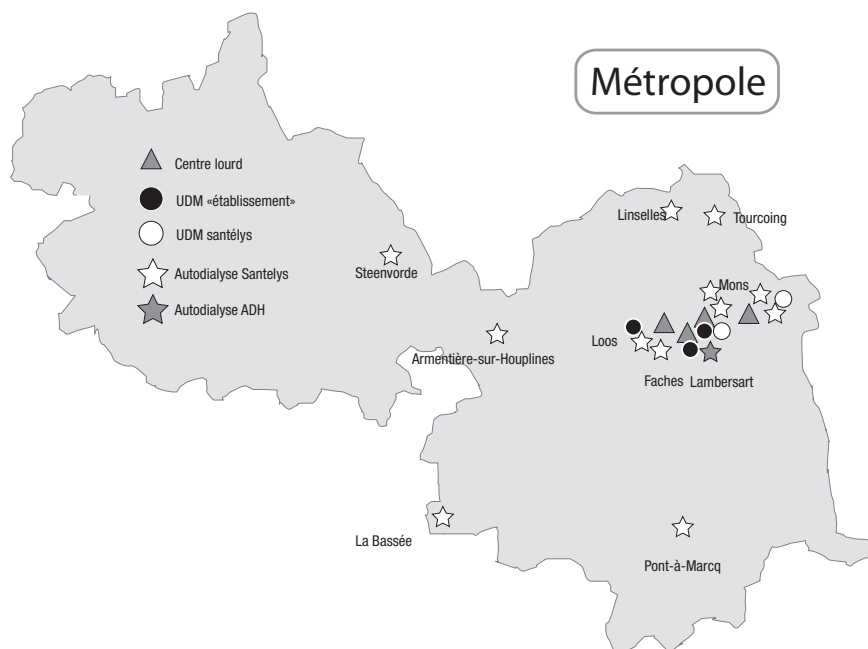 Métropole
Centre lourd
UDM «établissement»
UDM santélys
Autodialyse Santelys
Autodialyse ADH
Linselles
Tourcoing
Steenvorde
Mons
Loos
Armentière-sur-Houplines
Faches
Lambersart
La Bassée
Pont-à-Marcq